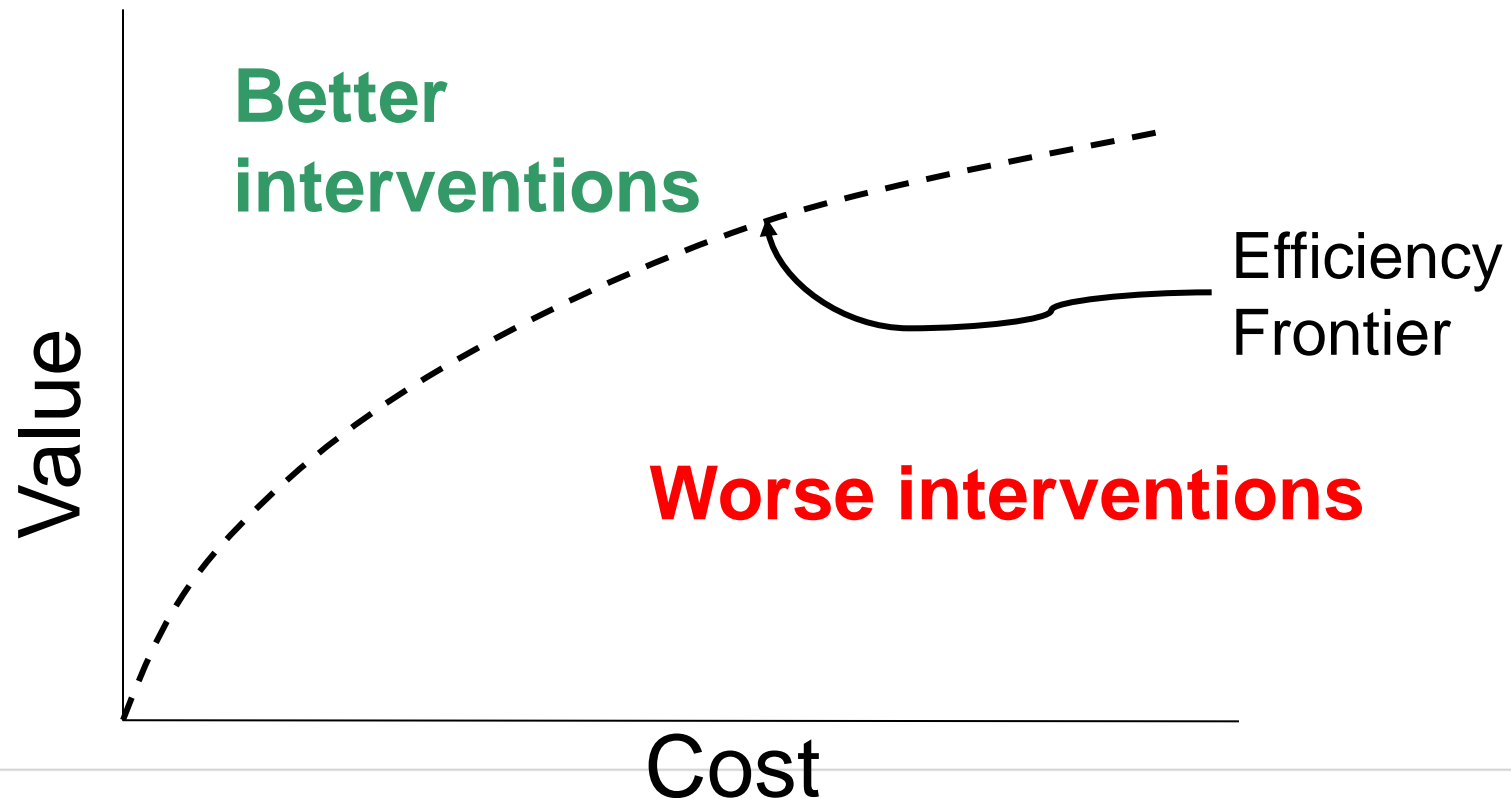 Better
interventions
Efficiency
Frontier
Value
Worse interventions
Cost